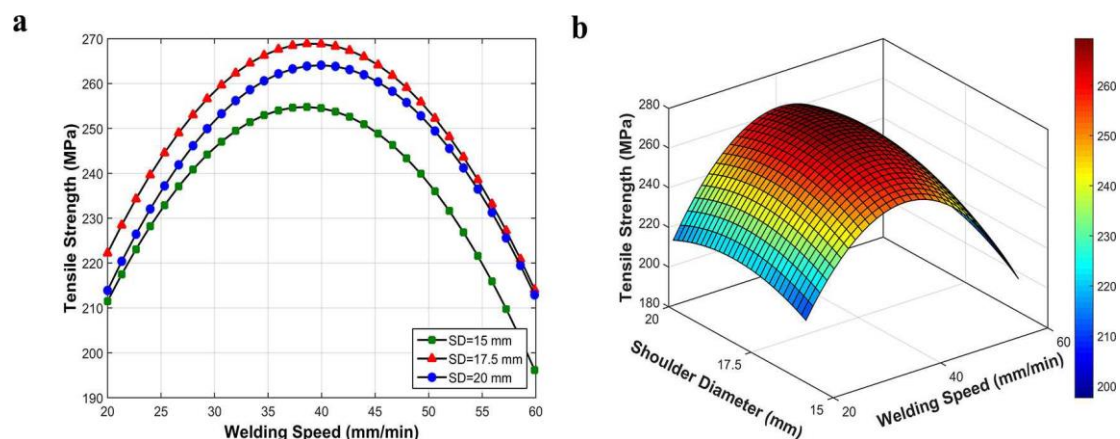 a
270
260
250
240
230
220
210
200
190
Tensile Strength (MPa)
20 25 30 35 40 45 50 55 60
Welding Speed (mm/min)
SD=15 mm
SD=17.5 mm
SD=20 mm
b
280
260
240
220
200
180
Tensile Strength (MPa)
20
17.5
15
Shoulder Diameter (mm)
20
40
60
Welding Speed (mm/min)
260
250
240
230
220
210
200